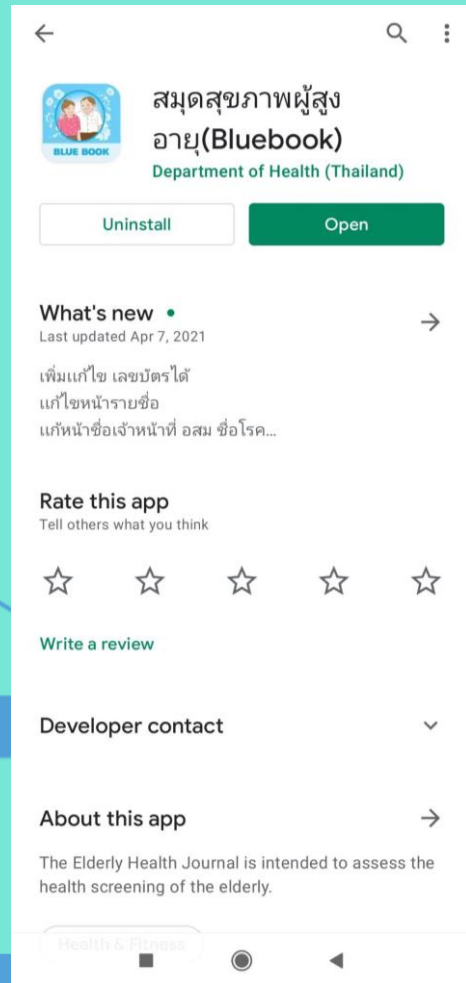 สมุดสุขภาพผู้สูง
อายุ(Bluebook)
BLUE BOOK
Department of Health (Thailand)
Uninstall
Open
What's new
Last updated Apr 7, 2021
เพิ่มแก้ไข เลขบัตรได้
แก้ไขหน้ารายชื่อ
แก้หน้าชื่อเจ้าหน้าที่ อสม ชื่อโรค...
Rate this app
Tell others what you think
Write a review
Developer contact
About this app
The Elderly Health Journal is intended to assess the
health screening of the elderly.
Health & Fitness